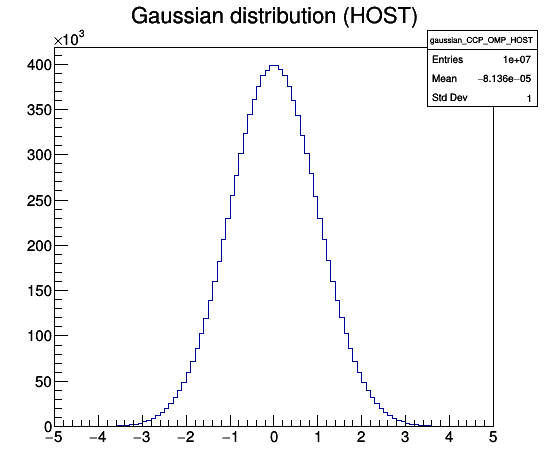 Gaussian distribution (HOST)
×10³
gaussian_CCP_OMP_HOST
Entries 1e+07
Mean −8.136e−05
Std Dev 1
400
350
300
250
200
150
100
50
0
−5 −4 −3 −2 −1 0 1 2 3 4 5